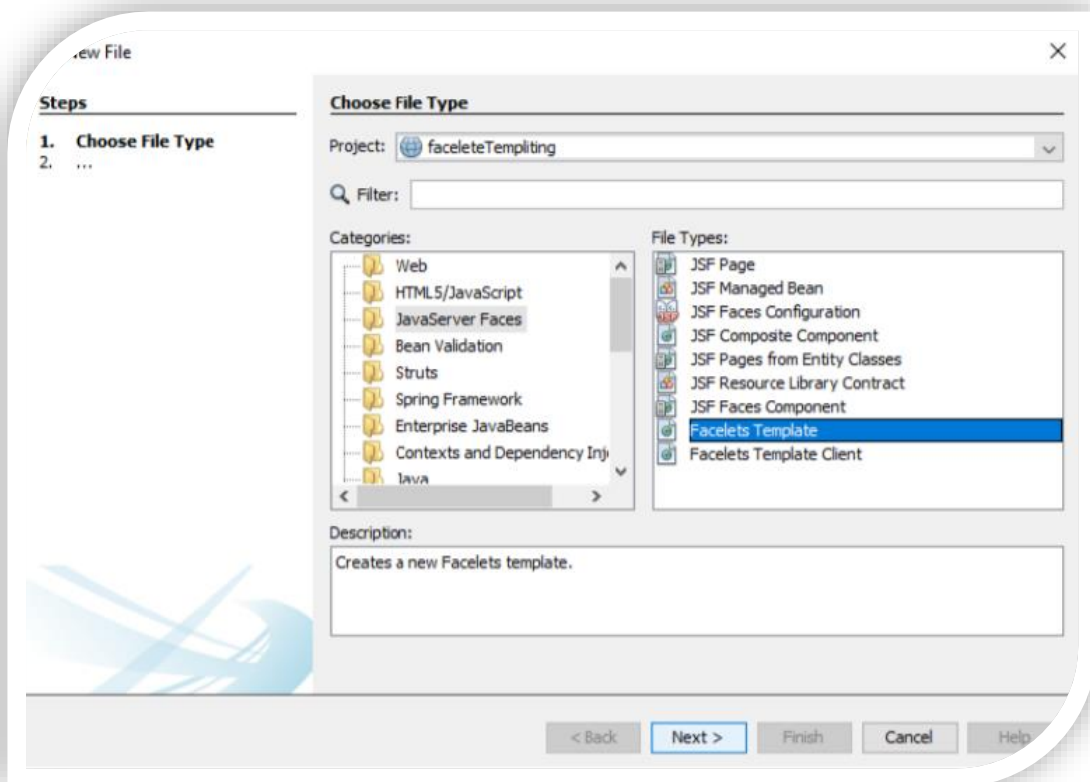 New File
Steps
1. Choose File Type
2. ...
Choose File Type
Project: faceleteTempliting
Filter:
Categories:
Web
HTML5/JavaScript
JavaServer Faces
Bean Validation
Struts
Spring Framework
Enterprise JavaBeans
Contexts and Dependency Inj
Java
File Types:
JSF Page
JSF Managed Bean
JSF Faces Configuration
JSF Composite Component
JSF Pages from Entity Classes
JSF Resource Library Contract
JSF Faces Component
Facelets Template
Facelets Template Client
Description:
Creates a new Facelets template.
< Back Next > Finish Cancel Help